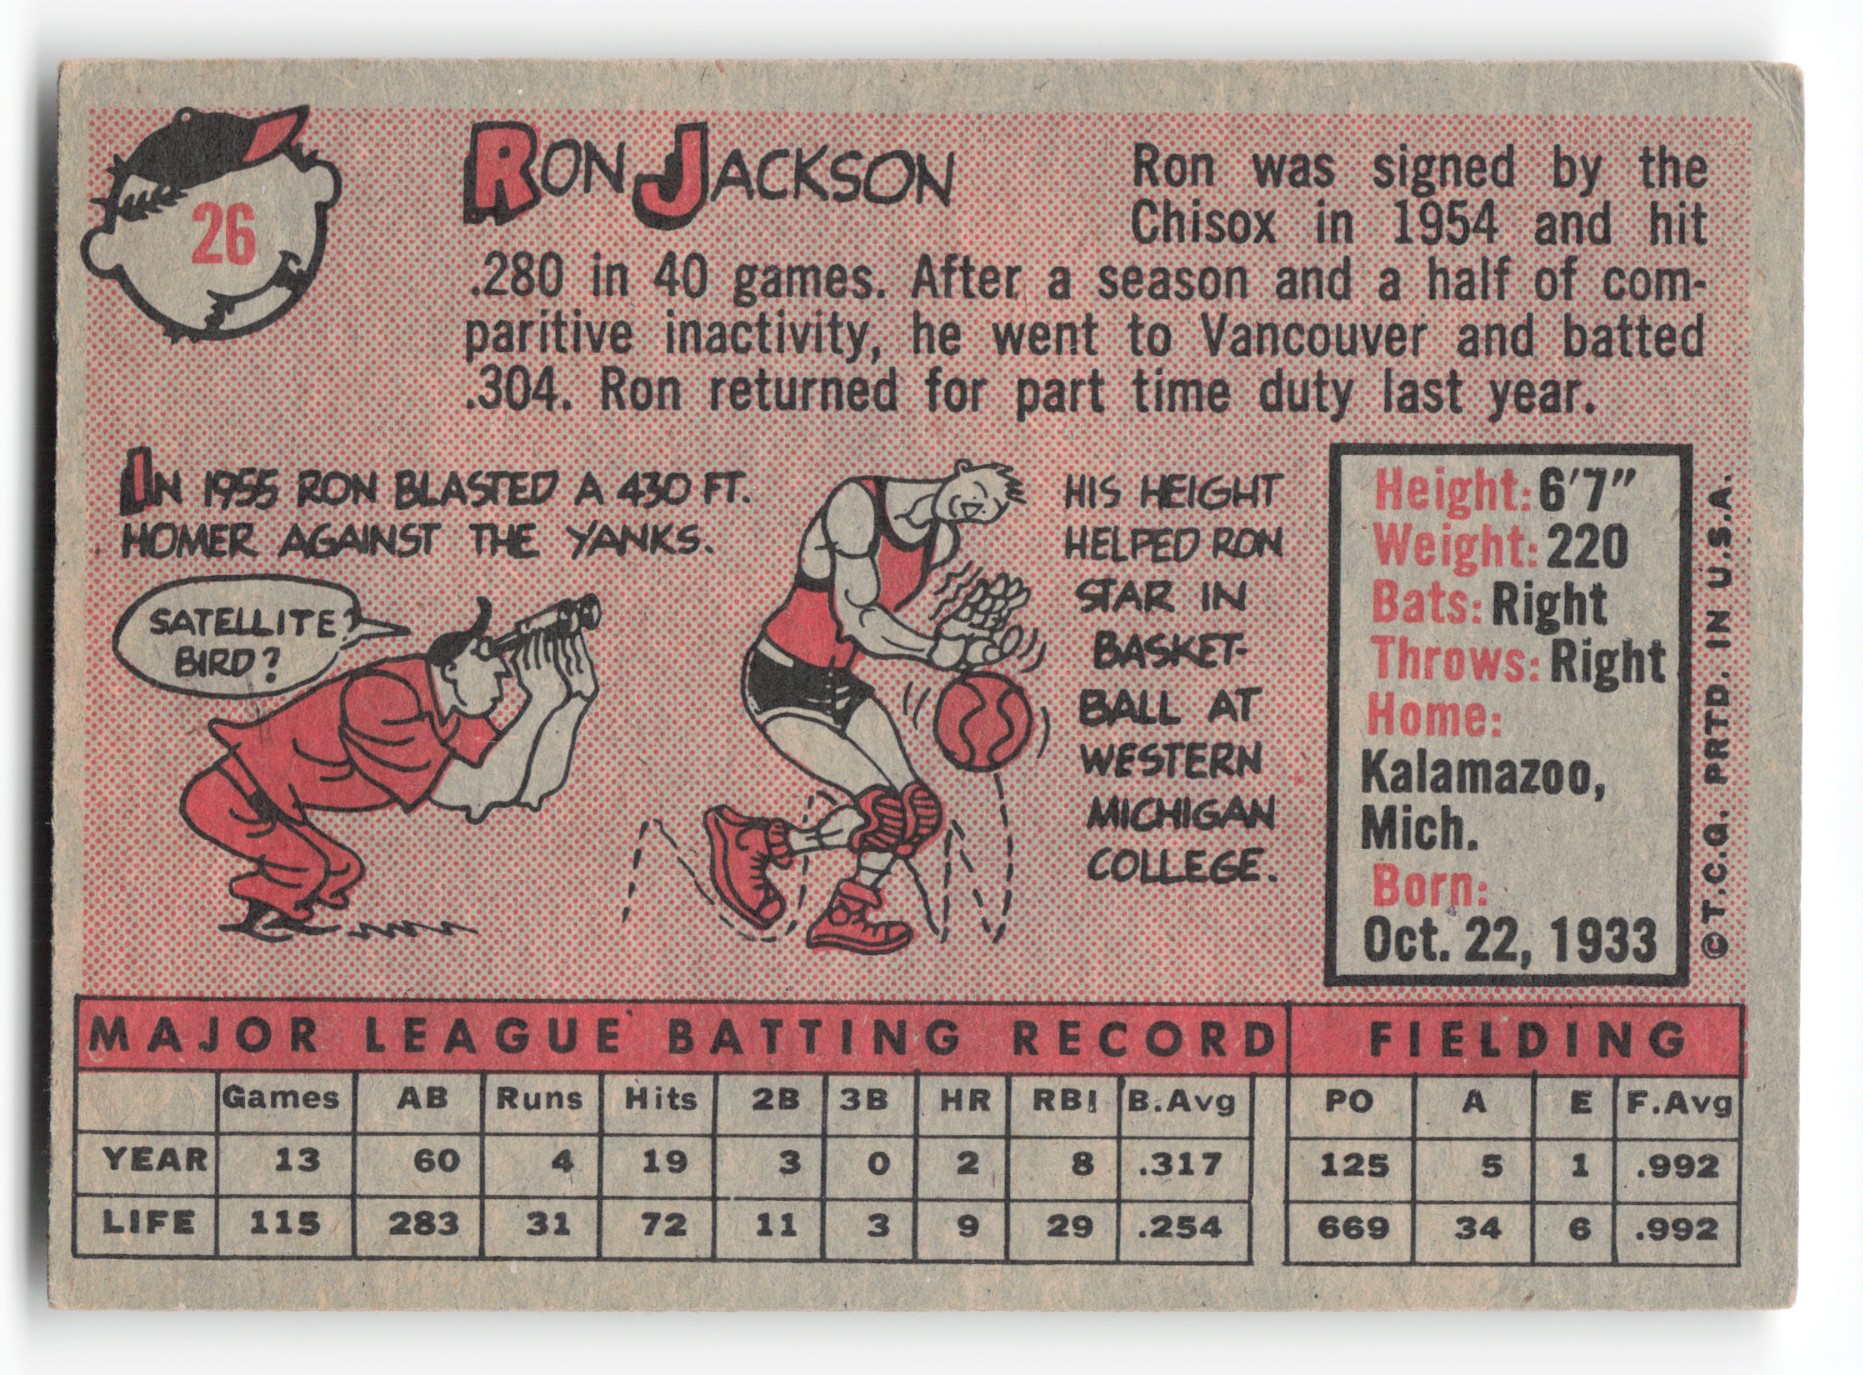 26
RON JACKSON
Ron was signed by the
Chisox in 1954 and hit
.280 in 40 games. After a season and a half of com-
paritive inactivity, he went to Vancouver and batted
.304. Ron returned for part time duty last year.
IN 1955 RON BLASTED A 430 FT.
HOMER AGAINST THE YANKS.
SATELLITE?
BIRD?
HIS HEIGHT
HELPED RON
STAR IN
BASKET-
BALL AT
WESTERN
MICHIGAN
COLLEGE.
Height: 6'7"
Weight: 220
Bats: Right
Throws: Right
Home:
Kalamazoo,
Mich.
Born:
Oct. 22, 1933
© T.C.G. PRTD. IN U.S.A.
MAJOR LEAGUE BATTING RECORD FIELDING
Games AB Runs Hits 2B 3B HR RBI B.Avg PO A E F.Avg
YEAR 13 60 4 19 3 0 2 8 .317 125 5 1 .992
LIFE 115 283 31 72 11 3 9 29 .254 669 34 6 .992